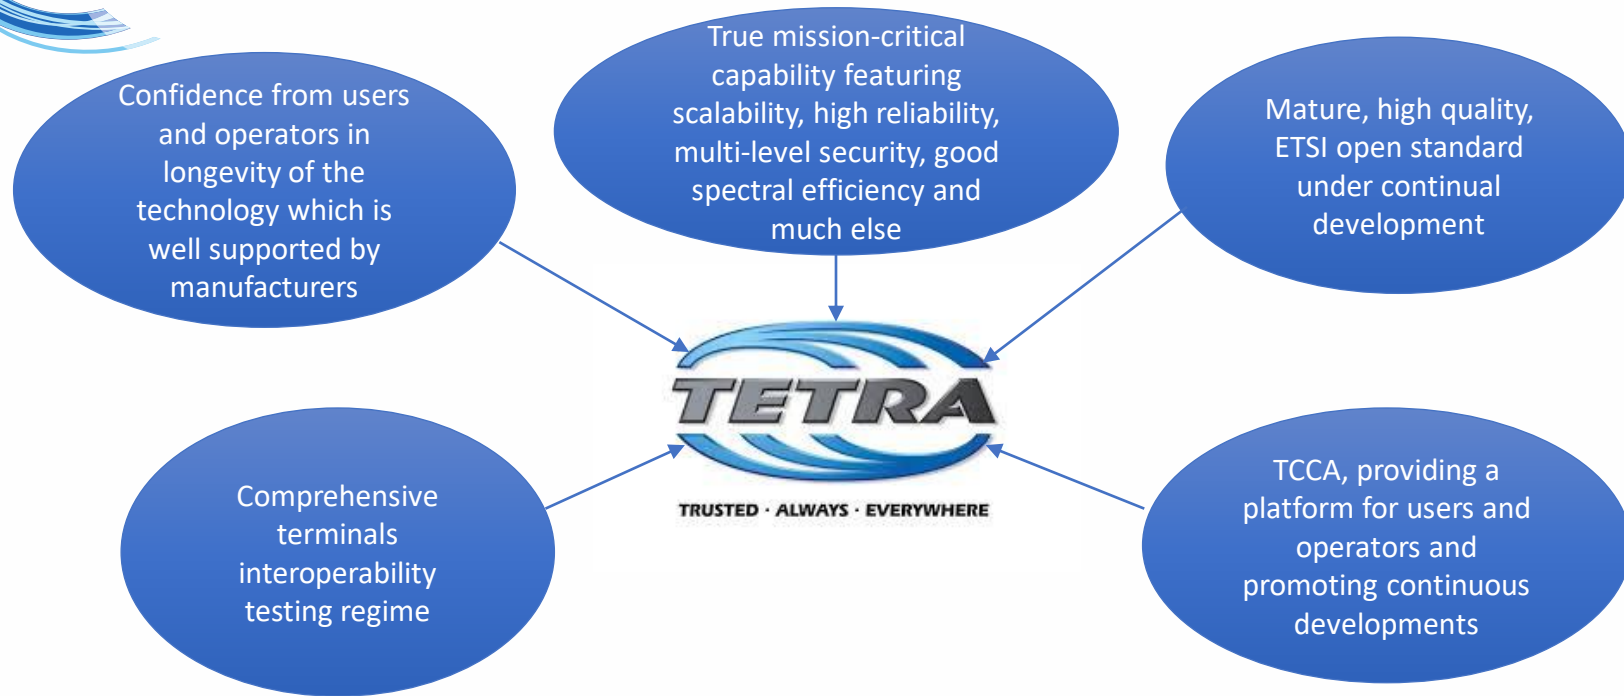 Confidence from users
and operators in
longevity of the
technology which is
well supported by
manufacturers
True mission-critical
capability featuring
scalability, high reliability,
multi-level security, good
spectral efficiency and
much else
Mature, high quality,
ETSI open standard
under continual
development
TETRA
TRUSTED · ALWAYS · EVERYWHERE
Comprehensive
terminals
interoperability
testing regime
TCCA, providing a
platform for users and
operators and
promoting continuous
developments